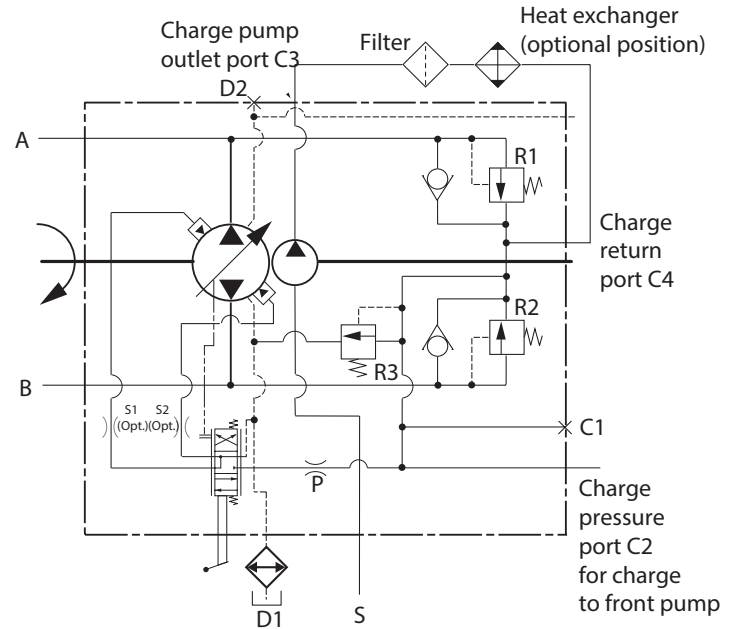 Charge pump
outlet port C3
Filter
Heat exchanger
(optional position)
D2
A
R1
Charge
return
port C4
R2
R3
B
S1
(Opt.)
S2
(Opt.)
C1
P
Charge
pressure
port C2
for charge
to front pump
D1
S